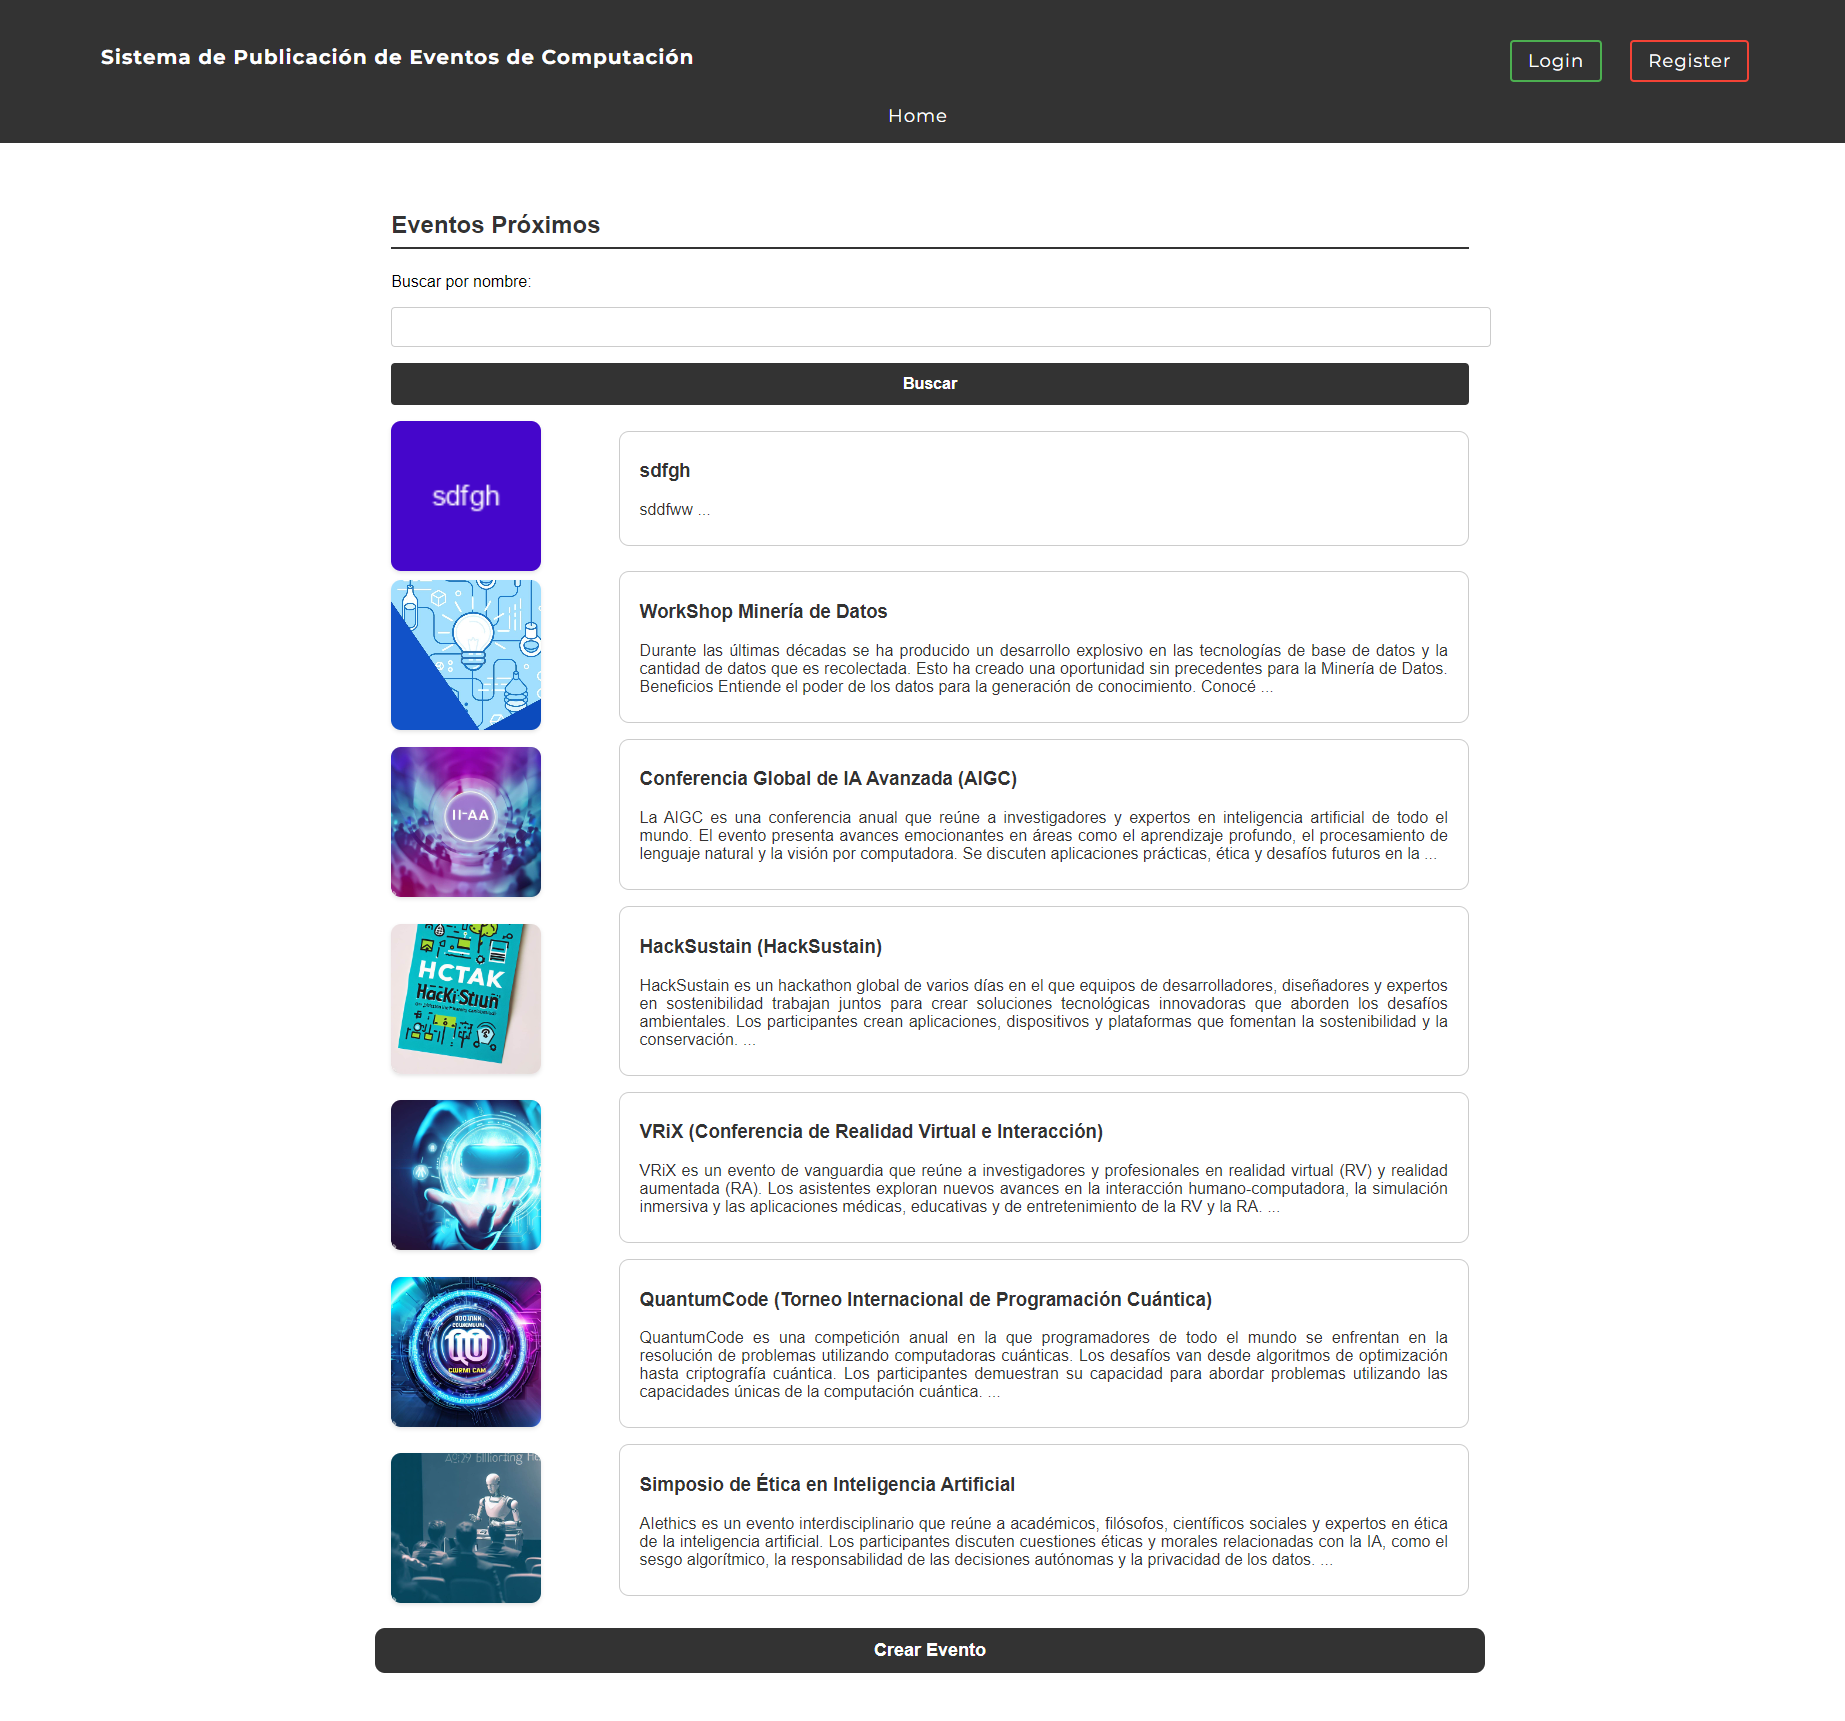 Sistema de Publicación de Eventos de Computación
Login
Register
Home
Eventos Próximos
Buscar por nombre:
Buscar
sdfgh
sdfgh
sddfww ...
WorkShop Minería de Datos
Durante las últimas décadas se ha producido un desarrollo explosivo en las tecnologías de base de datos y la
cantidad de datos que es recolectada. Esto ha creado una oportunidad sin precedentes para la Minería de Datos.
Beneficios Entiende el poder de los datos para la generación de conocimiento. Conocé ...
II-AA
Conferencia Global de IA Avanzada (AIGC)
La AIGC es una conferencia anual que reúne a investigadores y expertos en inteligencia artificial de todo el
mundo. El evento presenta avances emocionantes en áreas como el aprendizaje profundo, el procesamiento de
lenguaje natural y la visión por computadora. Se discuten aplicaciones prácticas, ética y desafíos futuros en la ...
HCTAK
HackSustain (HackSustain)
HackSustain es un hackathon global de varios días en el que equipos de desarrolladores, diseñadores y expertos
en sostenibilidad trabajan juntos para crear soluciones tecnológicas innovadoras que aborden los desafíos
ambientales. Los participantes crean aplicaciones, dispositivos y plataformas que fomentan la sostenibilidad y la
conservación. ...
VRiX (Conferencia de Realidad Virtual e Interacción)
VRiX es un evento de vanguardia que reúne a investigadores y profesionales en realidad virtual (RV) y realidad
aumentada (RA). Los asistentes exploran nuevos avances en la interacción humano-computadora, la simulación
inmersiva y las aplicaciones médicas, educativas y de entretenimiento de la RV y la RA. ...
QuantumCode (Torneo Internacional de Programación Cuántica)
QuantumCode es una competición anual en la que programadores de todo el mundo se enfrentan en la
resolución de problemas utilizando computadoras cuánticas. Los desafíos van desde algoritmos de optimización
hasta criptografía cuántica. Los participantes demuestran su capacidad para abordar problemas utilizando las
capacidades únicas de la computación cuántica. ...
Simposio de Ética en Inteligencia Artificial
AIethics es un evento interdisciplinario que reúne a académicos, filósofos, científicos sociales y expertos en ética
de la inteligencia artificial. Los participantes discuten cuestiones éticas y morales relacionadas con la IA, como el
sesgo algorítmico, la responsabilidad de las decisiones autónomas y la privacidad de los datos. ...
Crear Evento